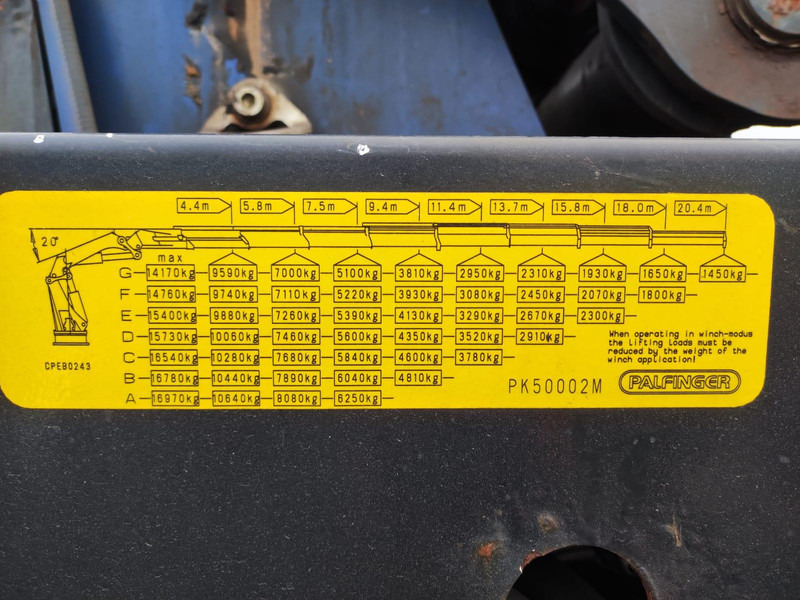 4.4m 5.8m 7.5m 9.4m 11.4m 13.7m 15.8m 18.0m 20.4m
20°
max
G 14170kg 9590kg 7000kg 5100kg 3810kg 2950kg 2310kg 1930kg 1650kg 1450kg
F 14760kg 9740kg 7110kg 5220kg 3930kg 3080kg 2450kg 2070kg 1800kg
E 15400kg 9880kg 7260kg 5390kg 4130kg 3290kg 2670kg 2300kg
D 15730kg 10060kg 7460kg 5600kg 4350kg 3520kg 2910kg
C 16540kg 10280kg 7680kg 5840kg 4600kg 3780kg
B 16780kg 10440kg 7890kg 6040kg 4810kg
A 16970kg 10640kg 8080kg 6250kg
CPEB0243
When operating in winch-modus
the lifting loads must be
reduced by the weight of the
winch application!
PK50002M PALFINGER